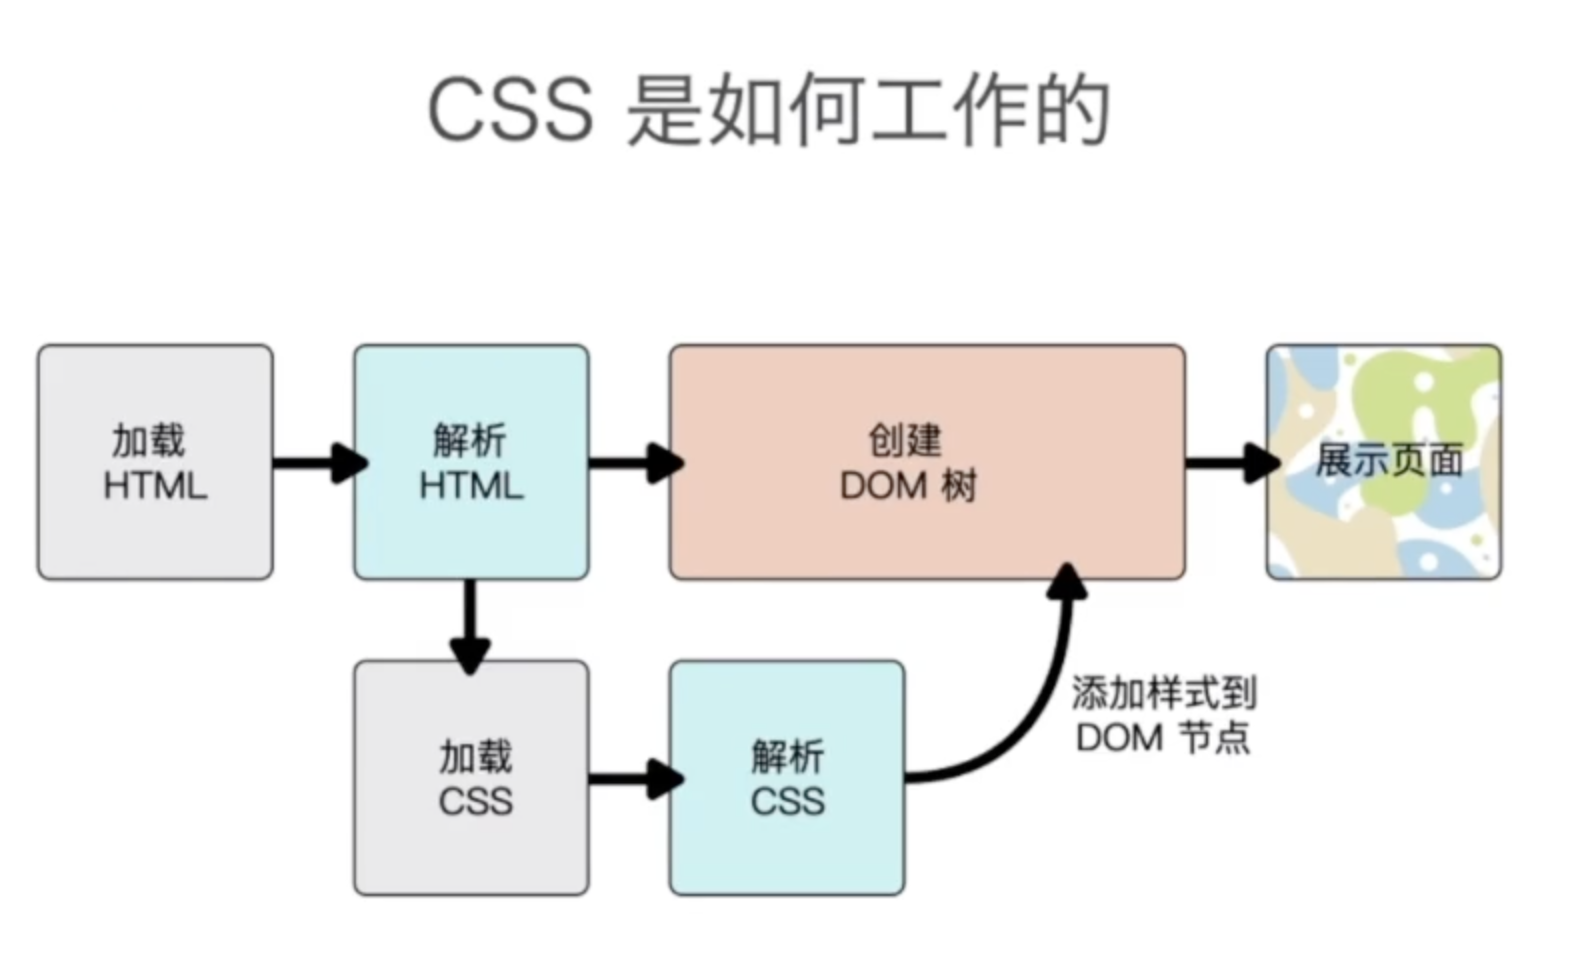 CSS 是如何工作的
加载
HTML
解析
HTML
创建
DOM 树
展示页面
加载
CSS
解析
CSS
添加样式到
DOM 节点